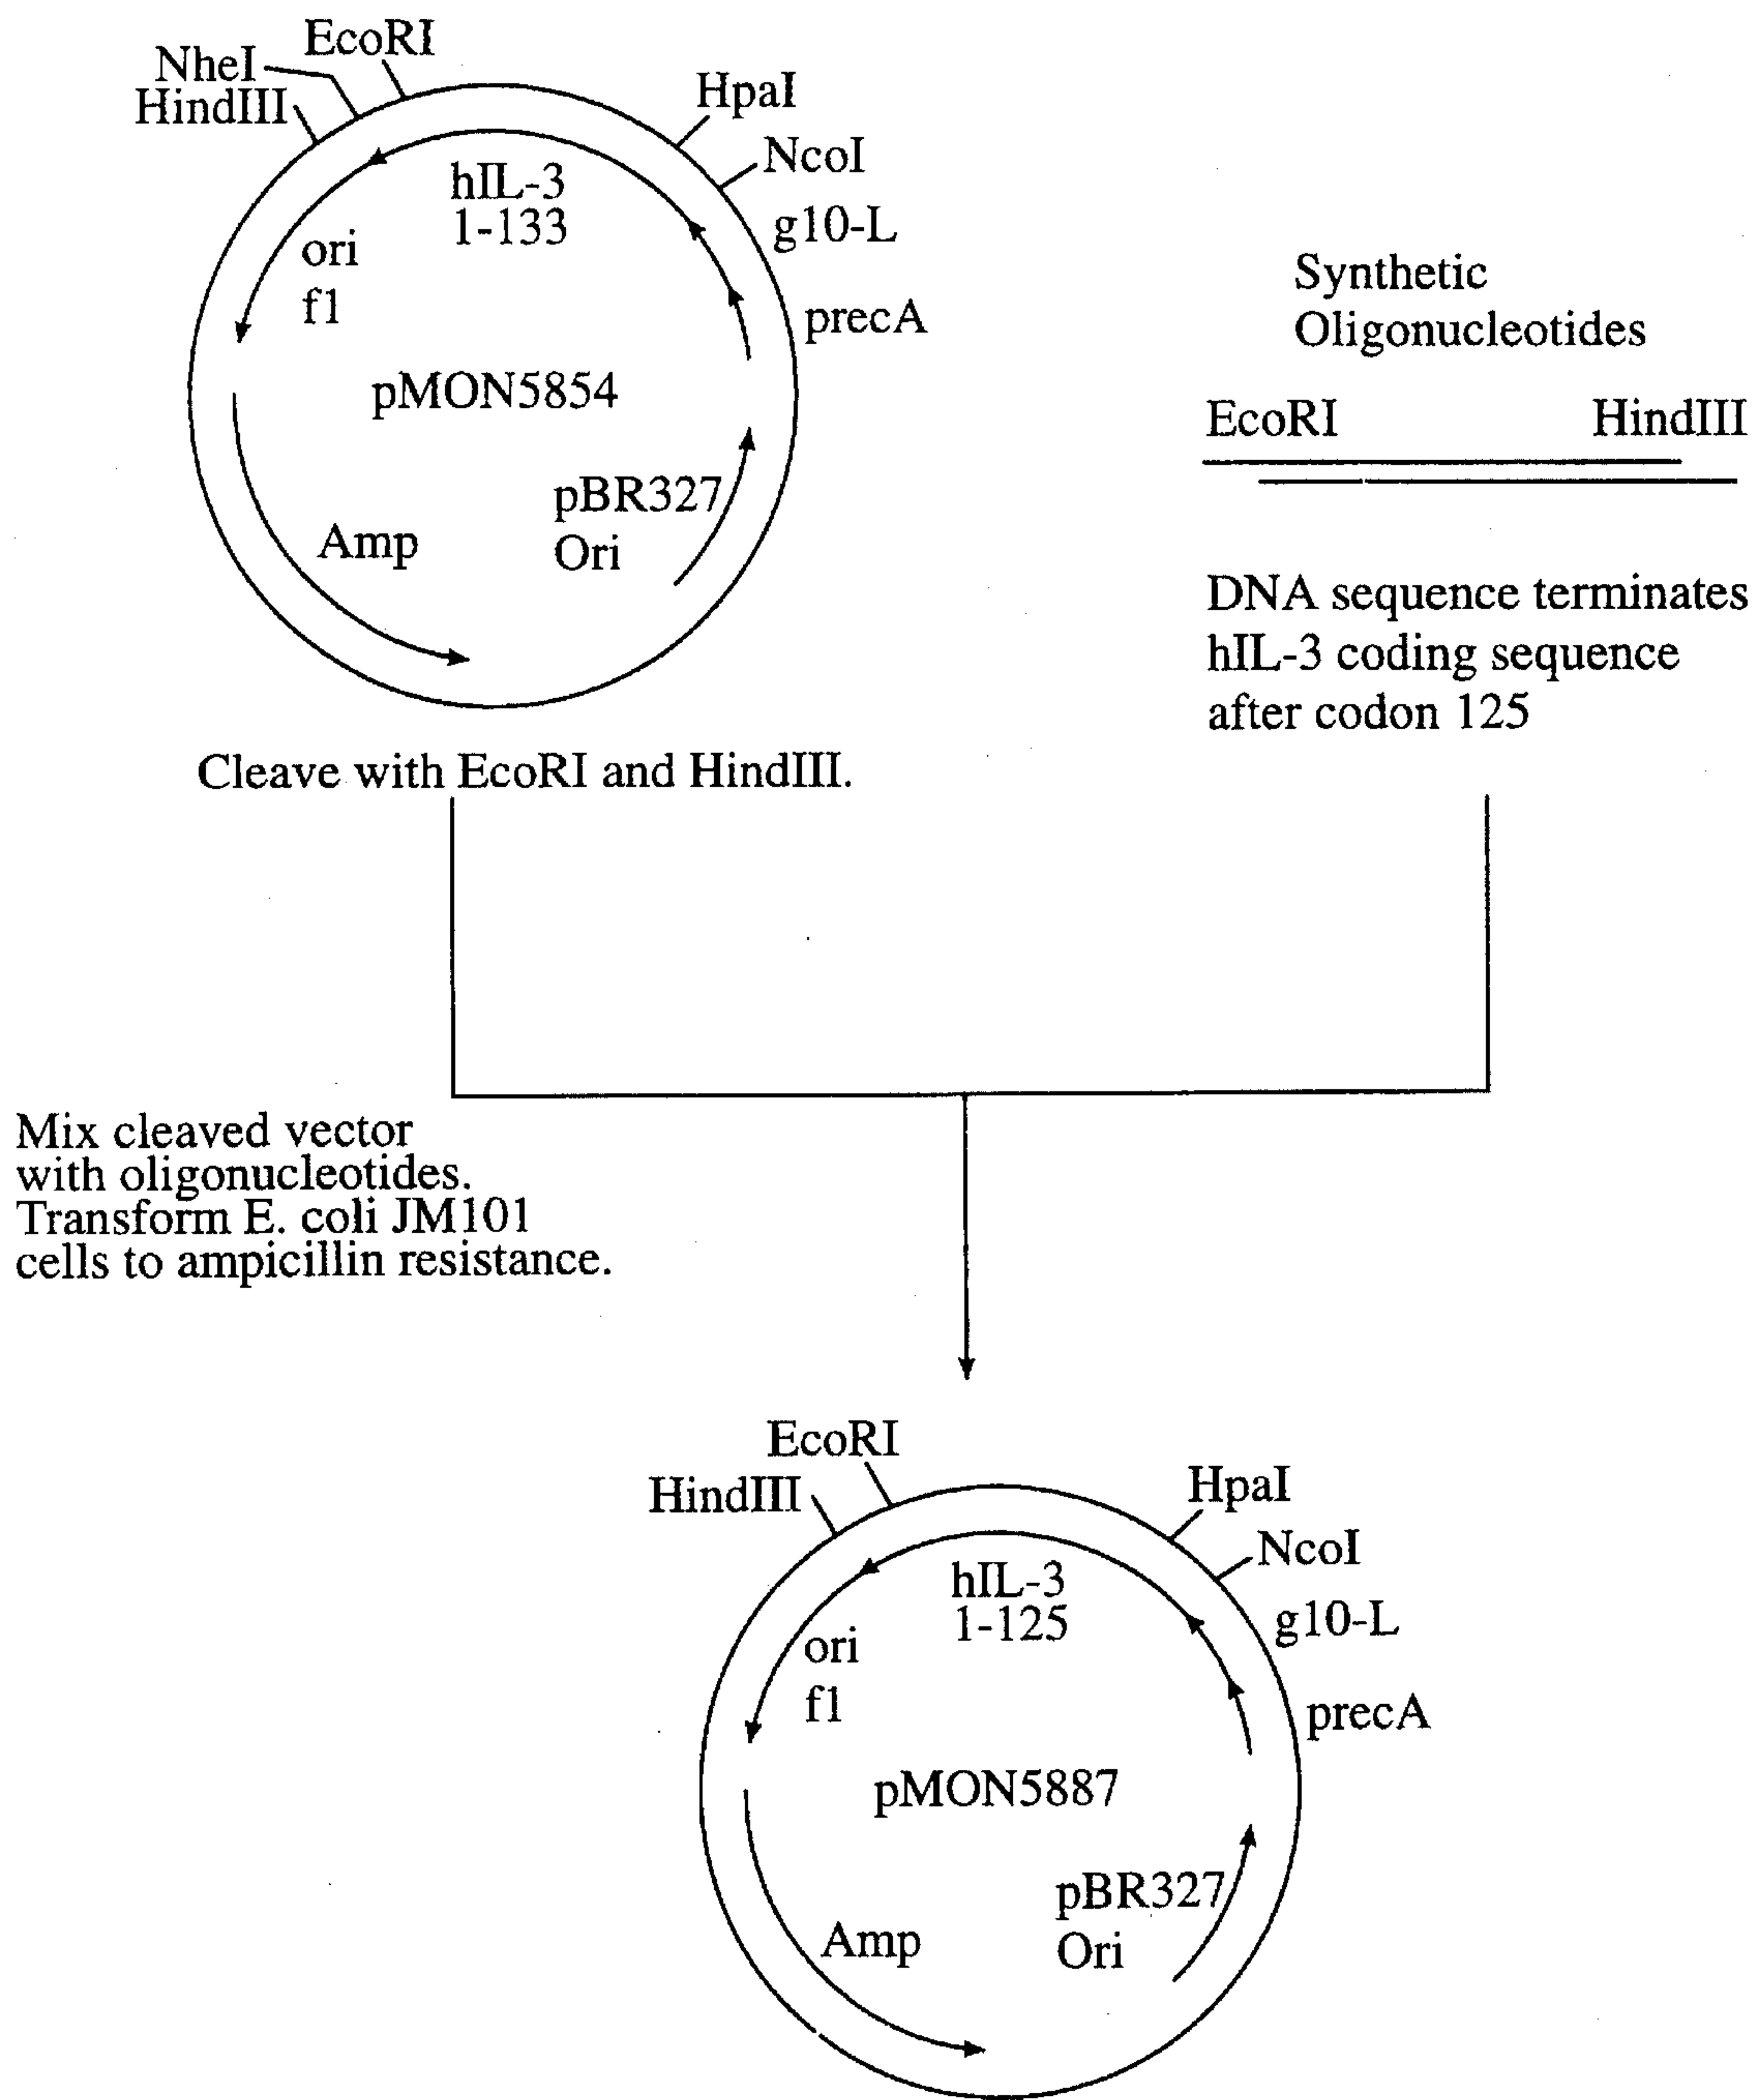 EcoRI
NheI
HindIII
HpaI
NcoI
hIL-3
1-133
g10-L
ori
f1
precA
pMON5854
pBR327
Ori
Amp
Synthetic
Oligonucleotides
EcoRI HindIII
DNA sequence terminates
hIL-3 coding sequence
after codon 125
Cleave with EcoRI and HindIII.
Mix cleaved vector
with oligonucleotides.
Transform E. coli JM101
cells to ampicillin resistance.
EcoRI
HindIII
HpaI
NcoI
hIL-3
1-125
g10-L
ori
f1
precA
pMON5887
pBR327
Ori
Amp